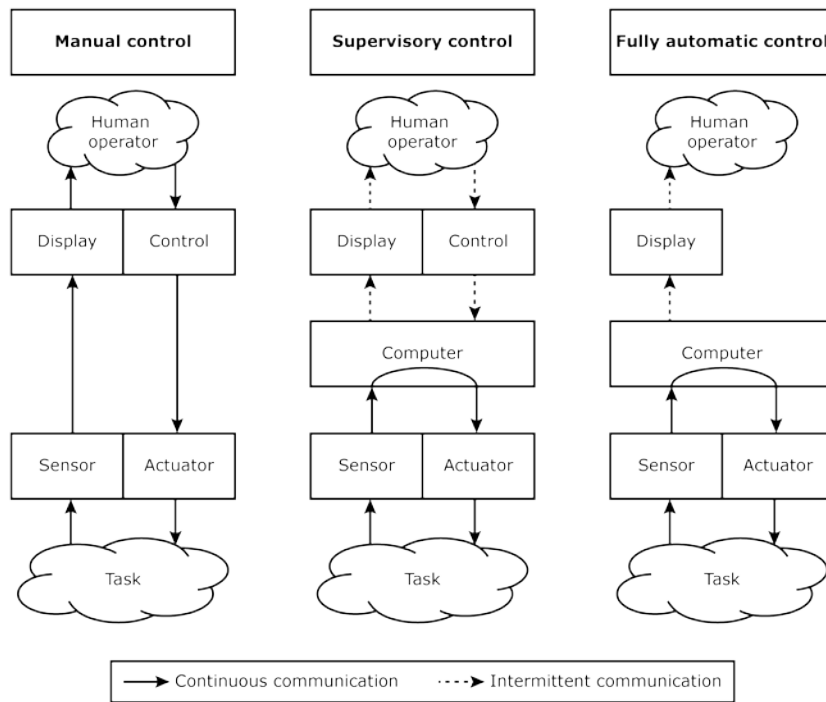 Manual control
Supervisory control
Fully automatic control
Human
operator
Human
operator
Human
operator
Display
Control
Display
Control
Display
Computer
Computer
Sensor
Actuator
Sensor
Actuator
Sensor
Actuator
Task
Task
Task
Continuous communication
Intermittent communication